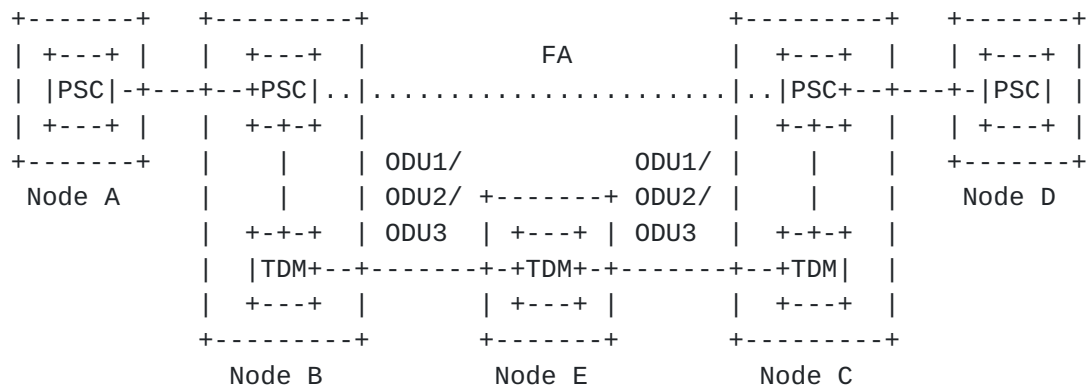 +-------+   +---------+                       +---------+   +-------+
| +---+ |   |  +---+  |           FA          |  +---+  |   | +---+ |
| |PSC|-+---+--+PSC|..|.......................|..|PSC+--+---+-|PSC| |
| +---+ |   |  +-+-+  |                       |  +-+-+  |   | +---+ |
+-------+   |    |    | ODU1/           ODU1/ |    |    |   +-------+
 Node A     |    |    | ODU2/ +-------+ ODU2/ |    |    |    Node D
            |  +-+-+  | ODU3  | +---+ | ODU3  |  +-+-+  |
            |  |TDM+--+-------+-+TDM+-+-------+--+TDM|  |
            |  +---+  |       | +---+ |       |  +---+  |
            +---------+       +-------+       +---------+
              Node B           Node E           Node C